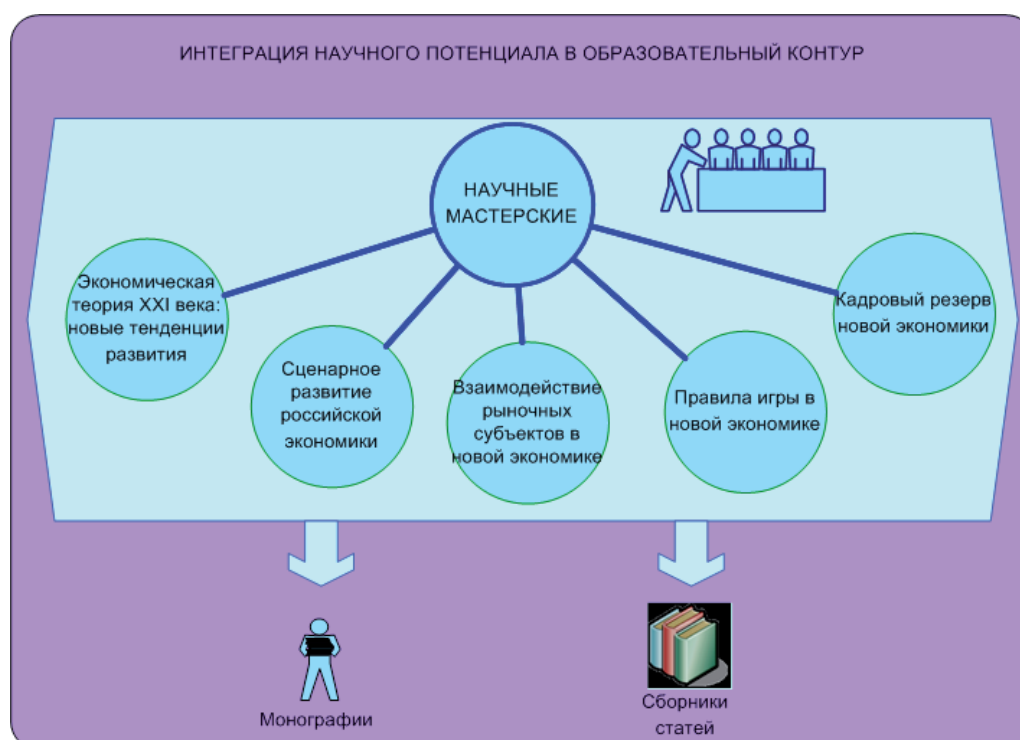 ИНТЕГРАЦИЯ НАУЧНОГО ПОТЕНЦИАЛА В ОБРАЗОВАТЕЛЬНЫЙ КОНТУР
НАУЧНЫЕ
МАСТЕРСКИЕ
Экономическая
теория XXI века:
новые тенденции
развития
Сценарное
развитие
российской
экономики
Взаимодействие
рыночных
субъектов в
новой экономике
Правила игры в
новой экономике
Кадровый резерв
новой экономики
Монографии
Сборники
статей